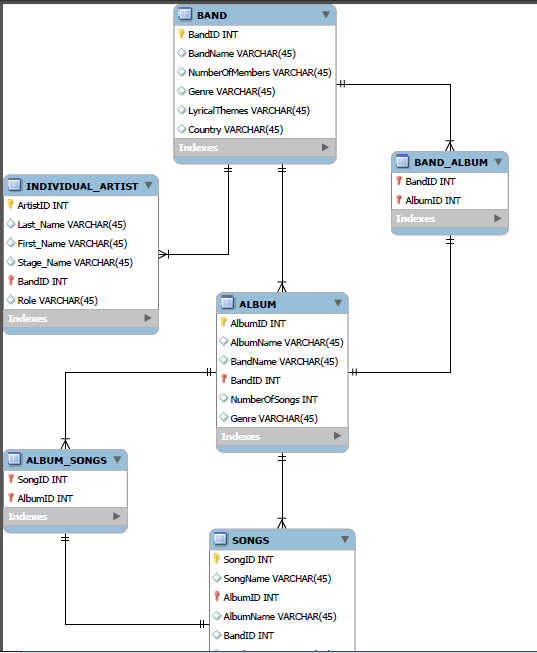 BAND
BandID INT
BandName VARCHAR(45)
NumberOfMembers VARCHAR(45)
Genre VARCHAR(45)
LyricalThemes VARCHAR(45)
Country VARCHAR(45)
Indexes
BAND_ALBUM
BandID INT
AlbumID INT
Indexes
INDIVIDUAL_ARTIST
ArtistID INT
Last_Name VARCHAR(45)
First_Name VARCHAR(45)
Stage_Name VARCHAR(45)
BandID INT
Role VARCHAR(45)
Indexes
ALBUM
AlbumID INT
AlbumName VARCHAR(45)
BandName VARCHAR(45)
BandID INT
NumberOfSongs INT
Genre VARCHAR(45)
Indexes
ALBUM_SONGS
SongID INT
AlbumID INT
Indexes
SONGS
SongID INT
SongName VARCHAR(45)
AlbumID INT
AlbumName VARCHAR(45)
BandID INT